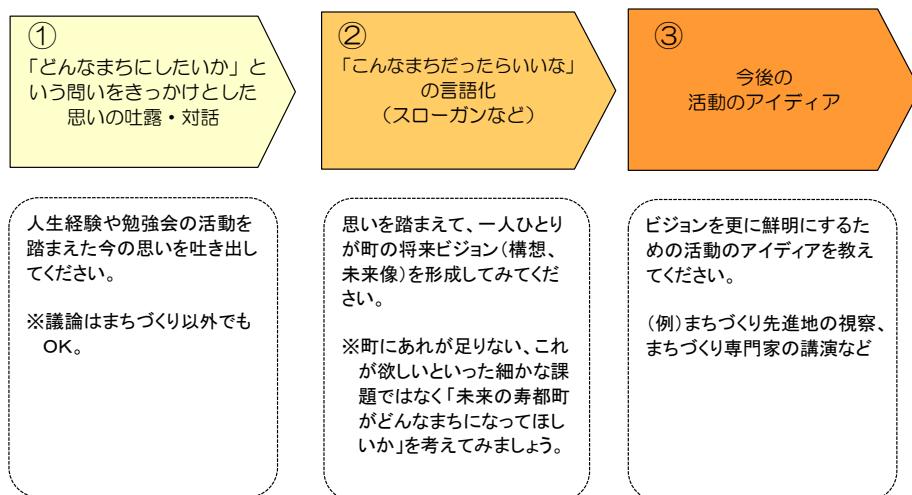 ①
「どんなまちにしたいか」と
いう問いをきっかけとした
思いの吐露・対話
②
「こんなまちだったらいいな」
の言語化
（スローガンなど）
③
今後の
活動のアイディア
人生経験や勉強会の活動を
踏まえた今の思いを吐き出し
てください。
※議論はまちづくり以外でも
OK。
思いを踏まえて、一人ひとり
が町の将来ビジョン（構想、
未来像）を形成してみてくだ
さい。
※町にあれが足りない、これ
が欲しいといった細かな課
題ではなく「未来の寿都町
がどんなまちになってほし
いか」を考えてみましょう。
ビジョンを更に鮮明にするた
めの活動のアイディアを教え
てください。
（例）まちづくり先進地の視察、
まちづくり専門家の講演など